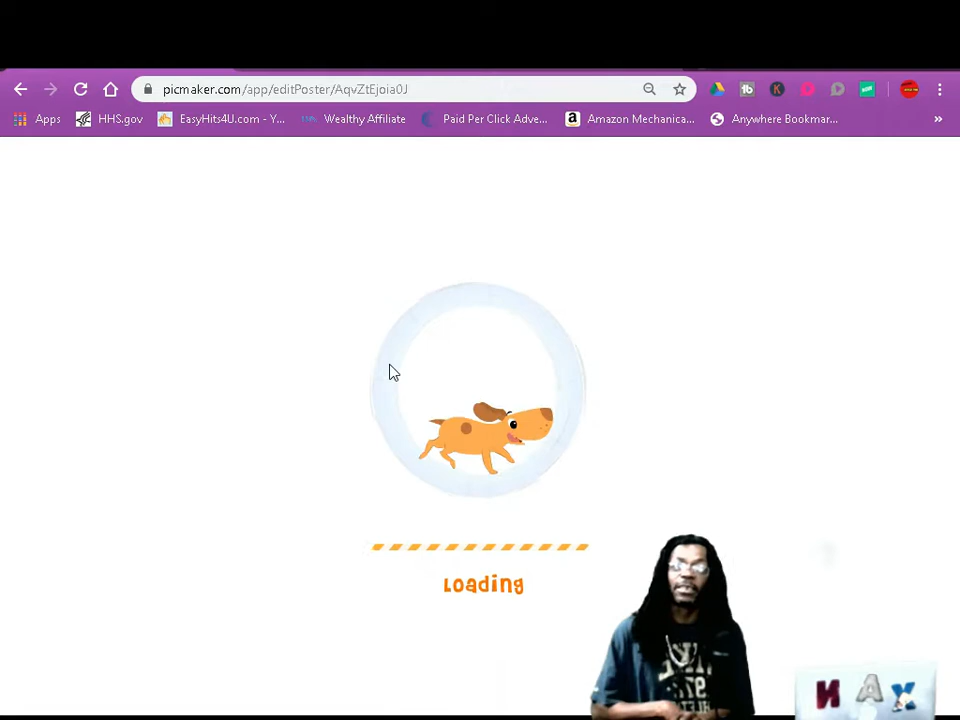 picmaker.com/app/editPoster/AqvZtEjoia0J
Apps HHS.gov EasyHits4U.com - Y... Wealthy Affiliate Paid Per Click Adve... a Amazon Mechanica... Anywhere Bookmar... »
Loading